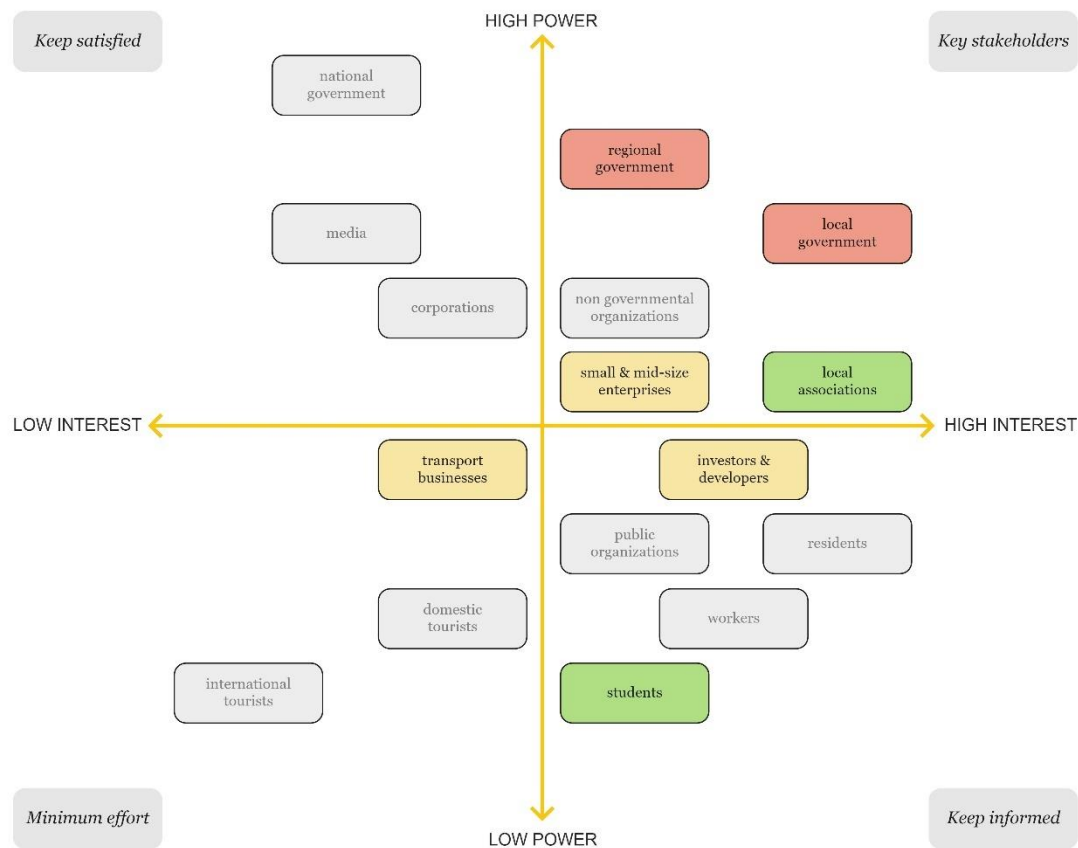 HIGH POWER
Keep satisfied
Key stakeholders
national
government
regional
government
media
local
government
corporations
non governmental
organizations
small & mid-size
enterprises
local
associations
LOW INTEREST
HIGH INTEREST
transport
businesses
investors &
developers
public
organizations
residents
domestic
tourists
workers
international
tourists
students
Minimum effort
Keep informed
LOW POWER